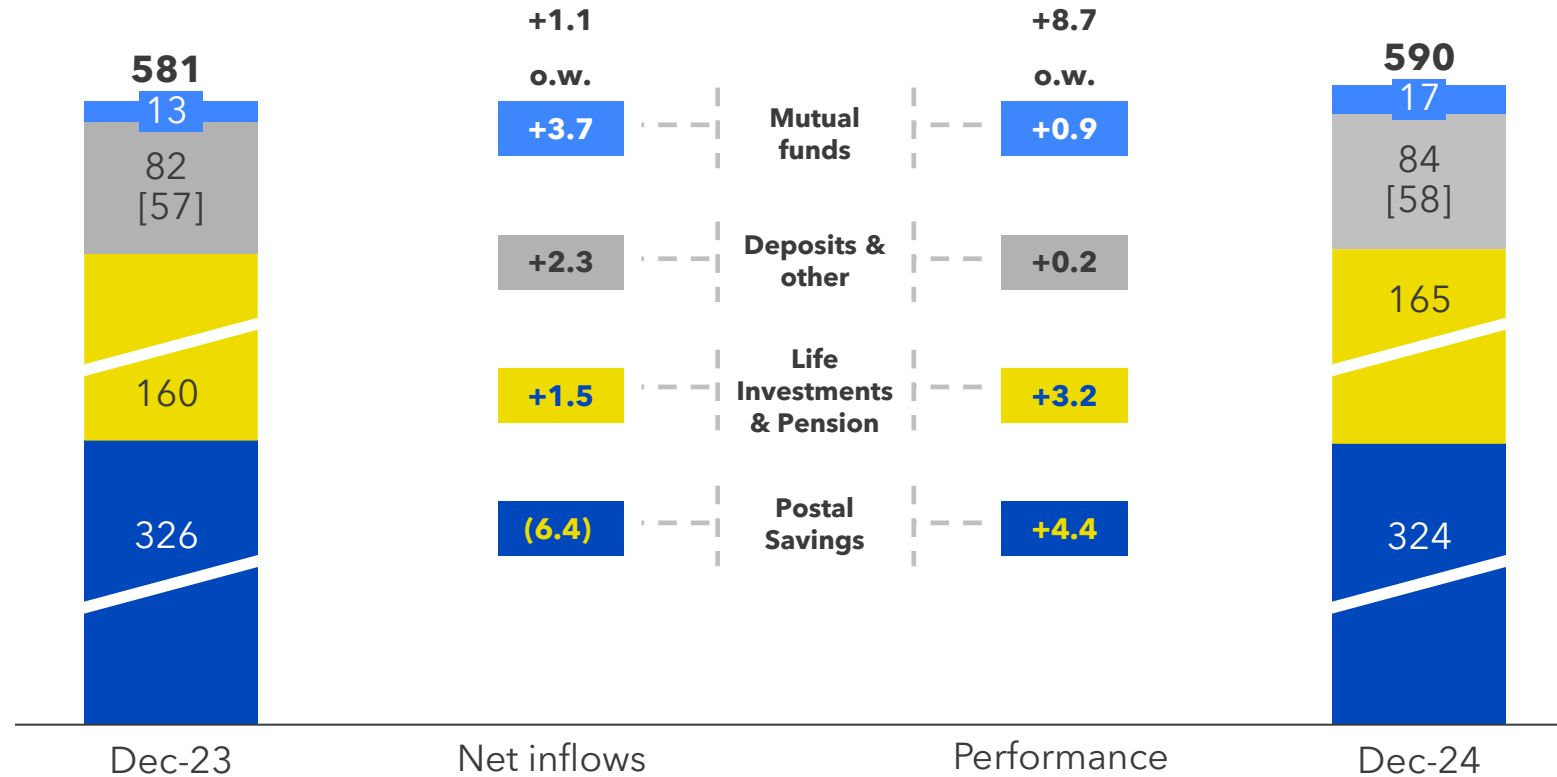 +1.1
+8.7
581
o.w.
o.w.
590
13
+3.7
Mutual
funds
+0.9
17
82
[57]
+2.3
Deposits &
other
+0.2
84
[58]
160
+1.5
Life
Investments
& Pension
+3.2
165
326
(6.4)
Postal
Savings
+4.4
324
Dec-23
Net inflows
Performance
Dec-24